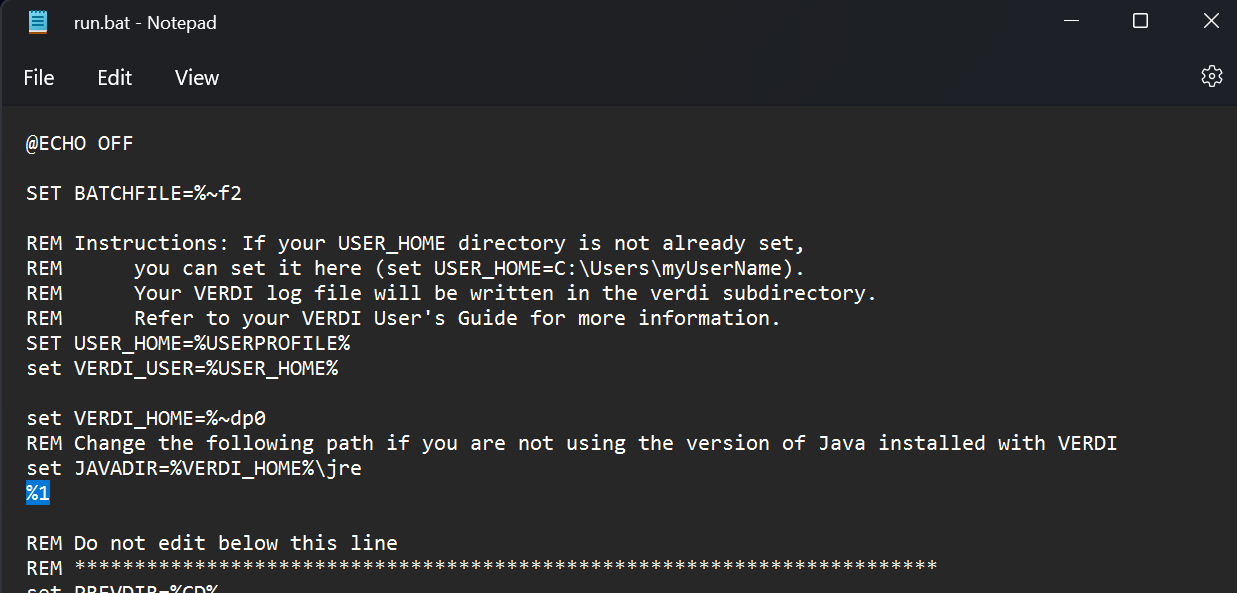 run.bat - Notepad
File Edit View
@ECHO OFF
SET BATCHFILE=%~f2
REM Instructions: If your USER_HOME directory is not already set,
REM      you can set it here (set USER_HOME=C:\Users\myUserName).
REM      Your VERDI log file will be written in the verdi subdirectory.
REM      Refer to your VERDI User's Guide for more information.
SET USER_HOME=%USERPROFILE%
set VERDI_USER=%USER_HOME%
set VERDI_HOME=%~dp0
REM Change the following path if you are not using the version of Java installed with VERDI
set JAVADIR=%VERDI_HOME%\jre
%1
REM Do not edit below this line
REM ************************************************************************
set PREVDIR=%CD%